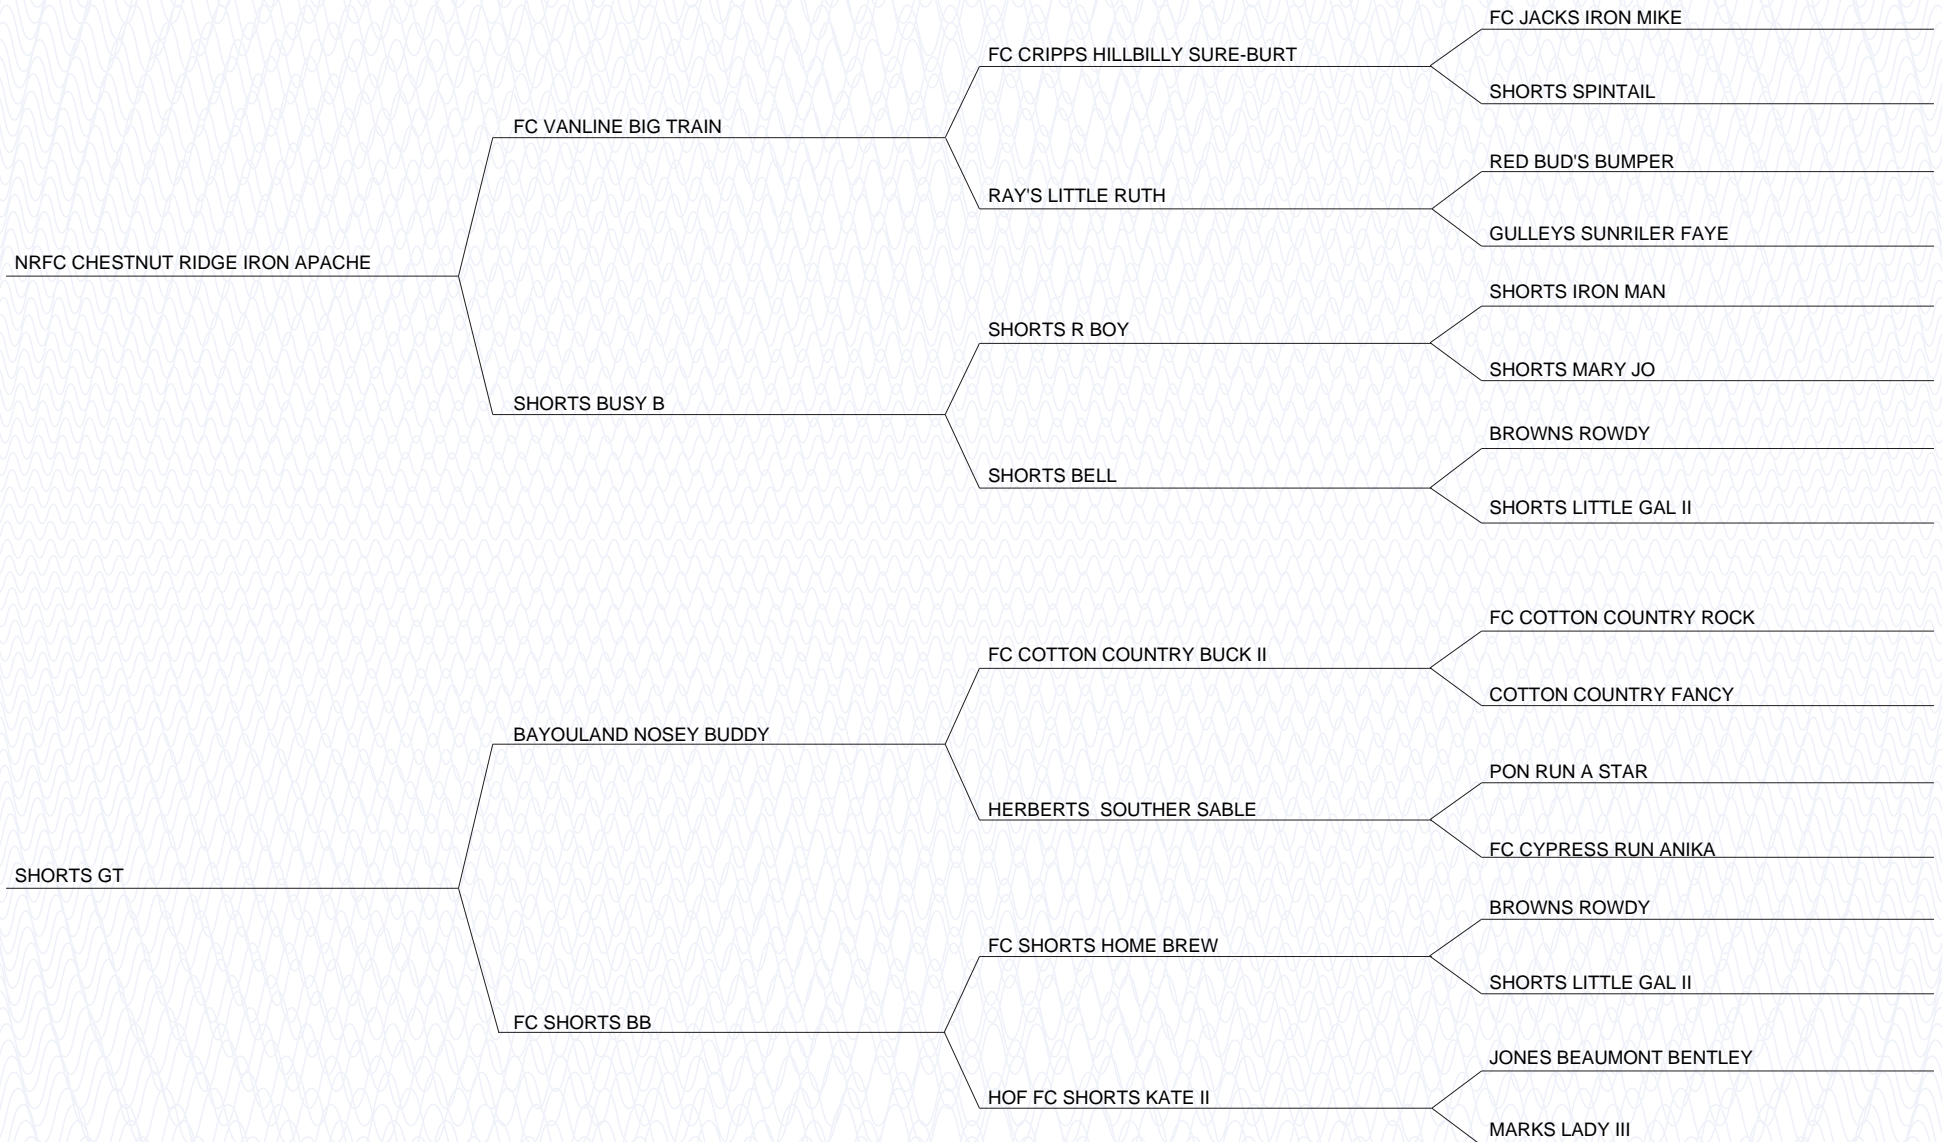 FC JACKS IRON MIKE
FC CRIPPS HILLBILLY SURE-BURT
SHORTS SPINTAIL
FC VANLINE BIG TRAIN
RED BUD'S BUMPER
RAY'S LITTLE RUTH
GULLEYS SUNRILER FAYE
NRFC CHESTNUT RIDGE IRON APACHE
SHORTS IRON MAN
SHORTS R BOY
SHORTS MARY JO
SHORTS BUSY B
BROWNS ROWDY
SHORTS BELL
SHORTS LITTLE GAL II
FC COTTON COUNTRY ROCK
FC COTTON COUNTRY BUCK II
COTTON COUNTRY FANCY
BAYOULAND NOSEY BUDDY
PON RUN A STAR
HERBERTS  SOUTHER SABLE
FC CYPRESS RUN ANIKA
SHORTS GT
BROWNS ROWDY
FC SHORTS HOME BREW
SHORTS LITTLE GAL II
FC SHORTS BB
JONES BEAUMONT BENTLEY
HOF FC SHORTS KATE II
MARKS LADY III